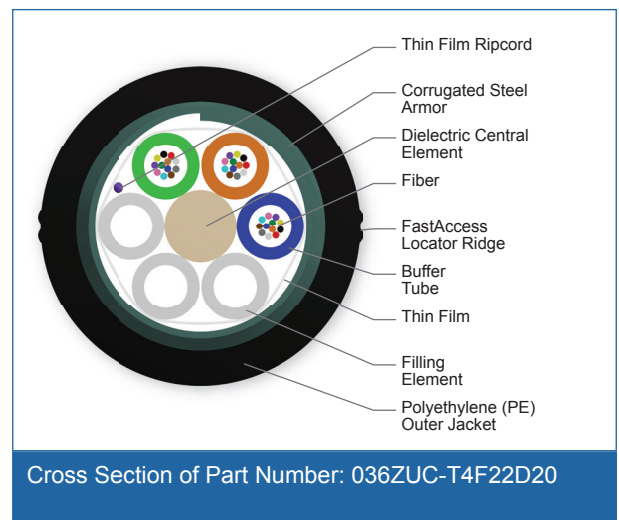 Thin Film Ripcord
Corrugated Steel
Armor
Dielectric Central
Element
Fiber
FastAccess
Locator Ridge
Buffer
Tube
Thin Film
Filling
Element
Polyethylene (PE)
Outer Jacket
Cross Section of Part Number: 036ZUC-T4F22D20